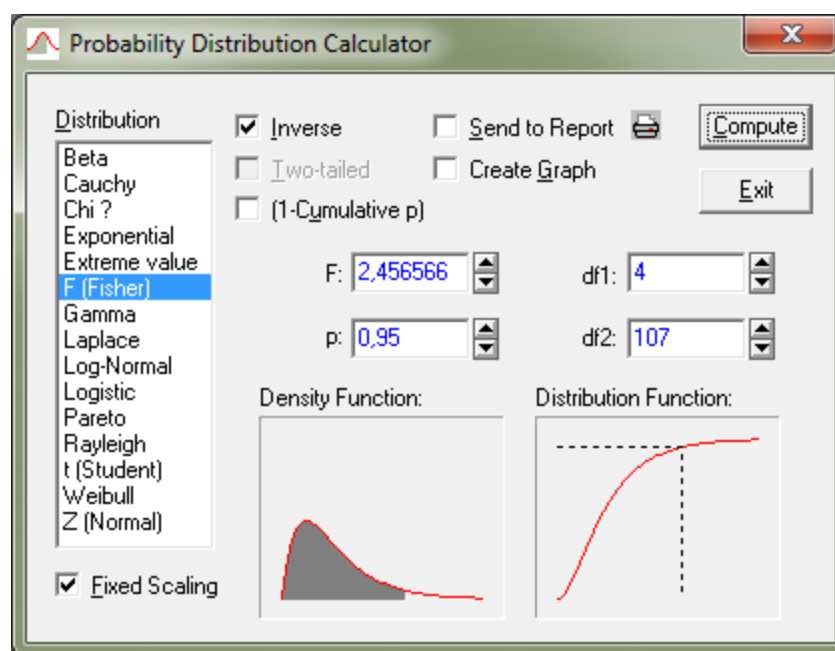 Probability Distribution Calculator
x
Distribution
Beta
Cauchy
Chi ?
Exponential
Extreme value
F (Fisher)
Gamma
Laplace
Log-Normal
Logistic
Pareto
Rayleigh
t (Student)
Weibull
Z (Normal)
Fixed Scaling
Inverse
Send to Report
Compute
Two-tailed
Create Graph
Exit
(1-Cumulative p)
F: 2,456566
df1: 4
p: 0,95
df2: 107
Density Function:
Distribution Function: